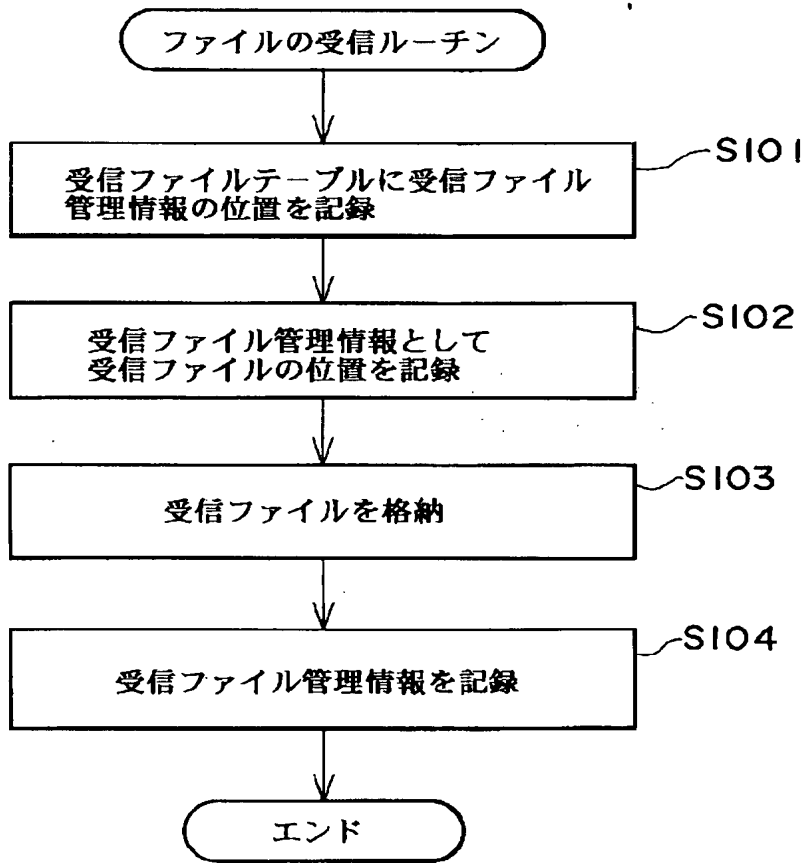 ファイルの受信ルーチン
S101
受信ファイルテーブルに受信ファイル
管理情報の位置を記録
S102
受信ファイル管理情報として
受信ファイルの位置を記録
S103
受信ファイルを格納
S104
受信ファイル管理情報を記録
エンド